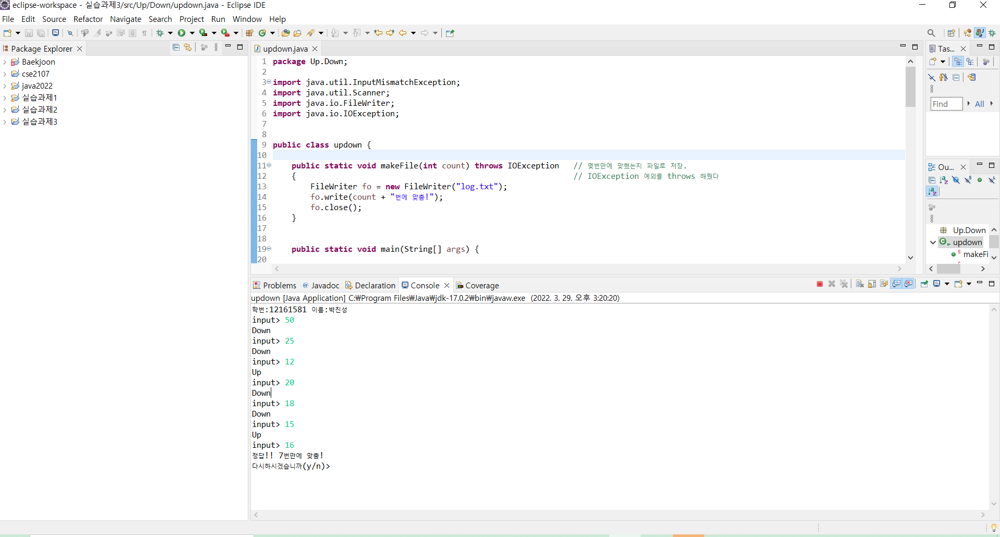 eclipse-workspace - 실습과제3/src/Up/Down/updown.java - Eclipse IDE
File Edit Source Refactor Navigate Search Project Run Window Help
Package Explorer
Baekjoon
cse2107
java2022
실습과제1
실습과제2
실습과제3
updown.java
1 package Up.Down;
2
3 import java.util.InputMismatchException;
4 import java.util.Scanner;
5 import java.io.FileWriter;
6 import java.io.IOException;
7
8
9 public class updown {
10
11 public static void makeFile(int count) throws IOException // 몇번만에 맞췄는지 파일로 저장.
12 { // IOException 예외를 throws 해줬다
13 FileWriter fo = new FileWriter("log.txt");
14 fo.write(count + "번에 맞춤!");
15 fo.close();
16 }
17
18
19 public static void main(String[] args) {
20
Tas...
Find All
Ou...
Up.Down
updown
makeFi
Problems Javadoc Declaration Console Coverage
updown [Java Application] C:₩Program Files₩Java₩jdk-17.0.2₩bin₩javaw.exe (2022. 3. 29. 오후 3:20:20)
학번:12161581 이름:박진성
input> 50
Down
input> 25
Down
input> 12
Up
input> 20
Down
input> 18
Down
input> 15
Up
input> 16
정답!! 7번만에 맞춤!
다시하시겠습니까(y/n)>